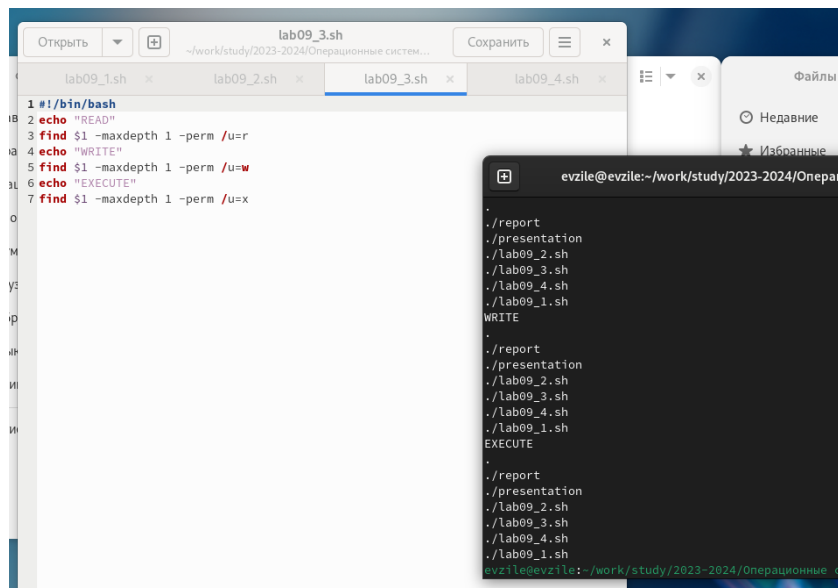 Открыть
lab09_3.sh
~/work/study/2023-2024/Операционные систем...
Сохранить
lab09_1.sh
lab09_2.sh
lab09_3.sh
lab09_4.sh
1 #!/bin/bash
2 echo "READ"
3 find $1 -maxdepth 1 -perm /u=r
4 echo "WRITE"
5 find $1 -maxdepth 1 -perm /u=w
6 echo "EXECUTE"
7 find $1 -maxdepth 1 -perm /u=x
Файлы
Недавние
Избранные
evzile@evzile:~/work/study/2023-2024/Опера
.
./report
./presentation
./lab09_2.sh
./lab09_3.sh
./lab09_4.sh
./lab09_1.sh
WRITE
.
./report
./presentation
./lab09_2.sh
./lab09_3.sh
./lab09_4.sh
./lab09_1.sh
EXECUTE
.
./report
./presentation
./lab09_2.sh
./lab09_3.sh
./lab09_4.sh
./lab09_1.sh
evzile@evzile:~/work/study/2023-2024/Операционные